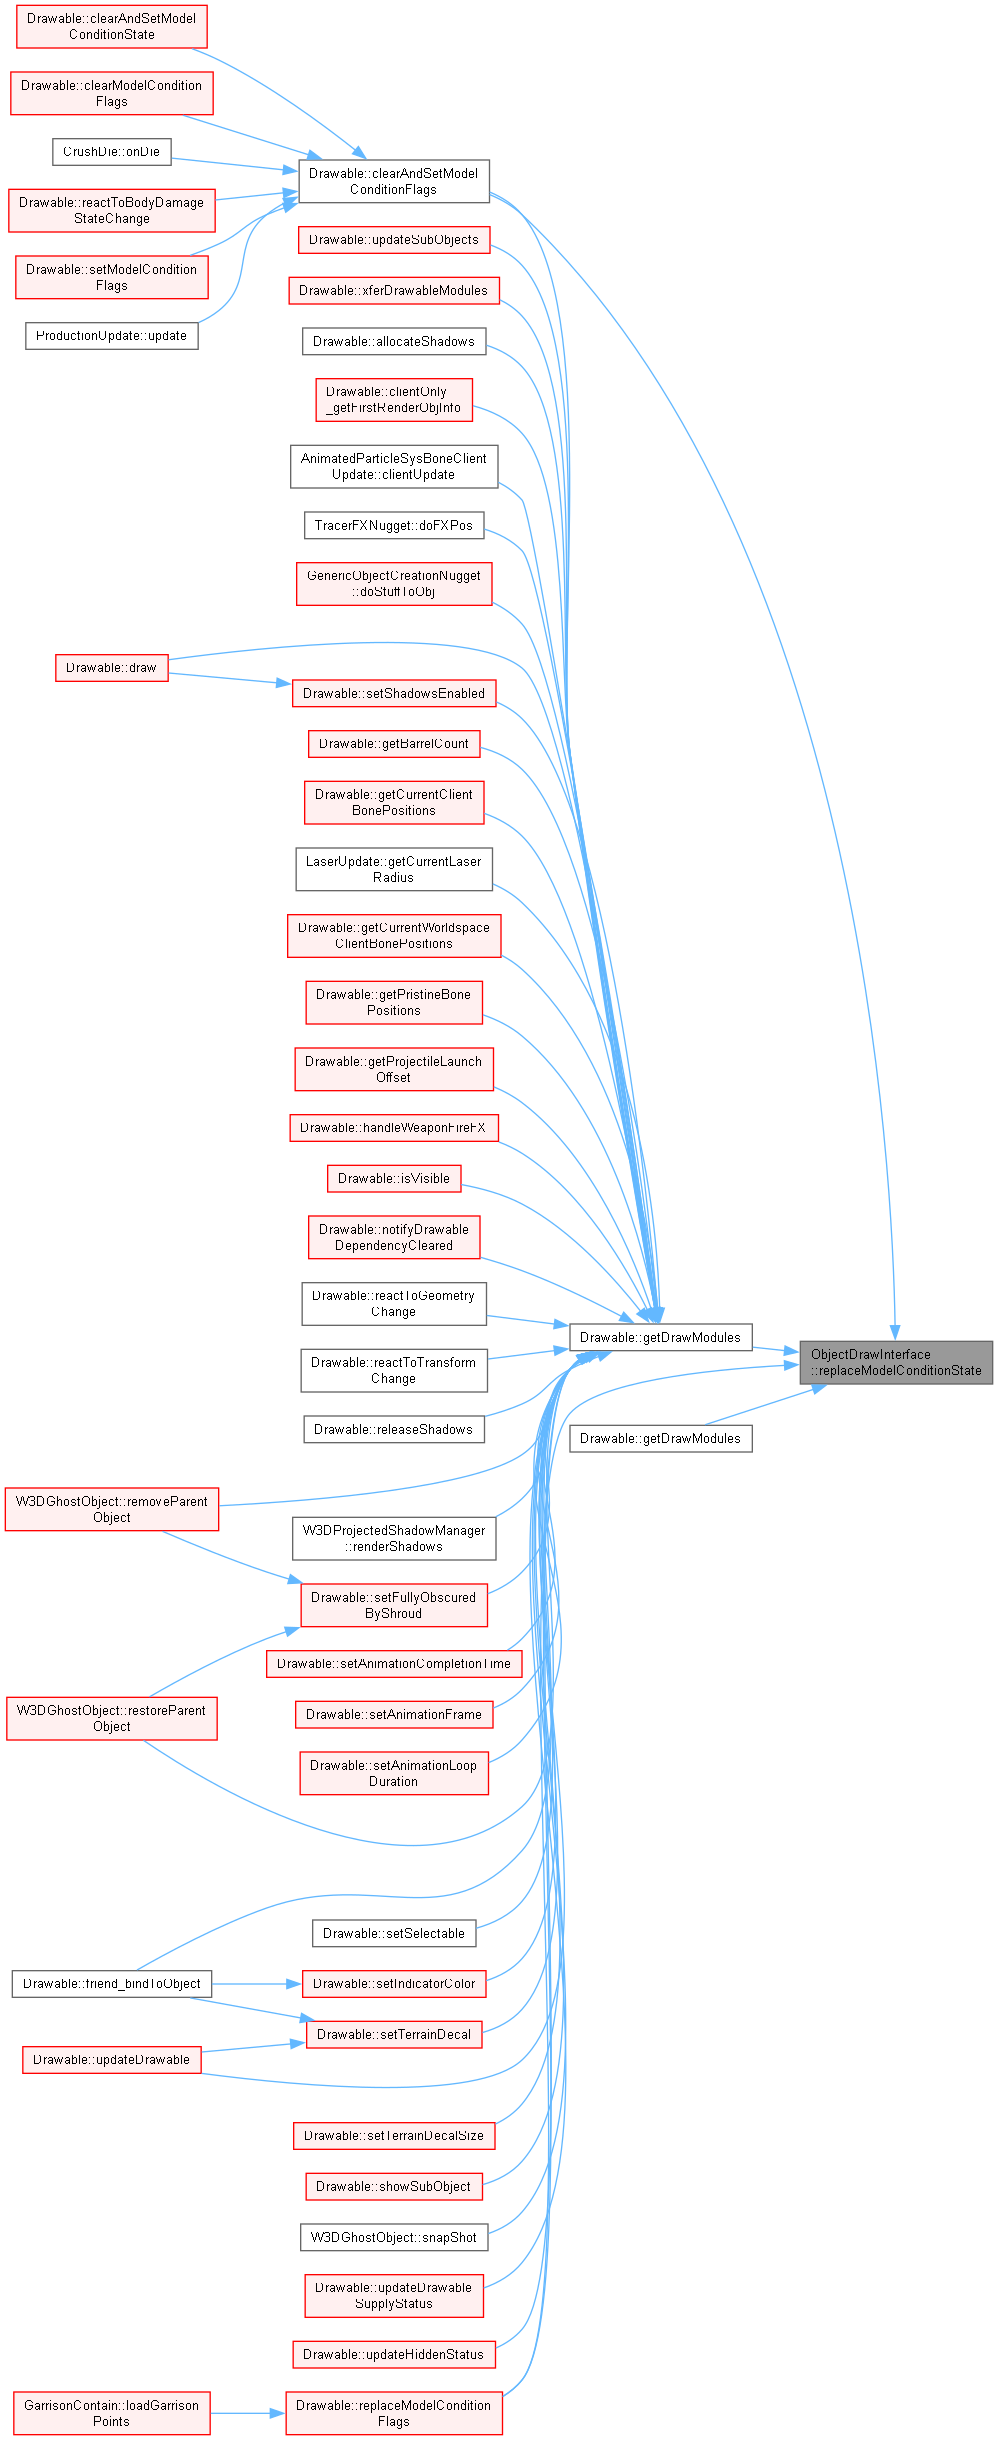 Drawable::clearAndSetModel
ConditionState
Drawable::clearModelCondition
Flags
CrushDie::onDie
Drawable::reactToBodyDamage
StateChange
Drawable::setModelCondition
Flags
ProductionUpdate::update
Drawable::clearAndSetModel
ConditionFlags
Drawable::updateSubObjects
Drawable::xferDrawableModules
Drawable::allocateShadows
Drawable::clientOnly
_getFirstRenderObjInfo
AnimatedParticleSysBoneClient
Update::clientUpdate
TracerFXNugget::doFXPos
GenericObjectCreationNugget
::doStuffToObj
Drawable::draw
Drawable::setShadowsEnabled
Drawable::getBarrelCount
Drawable::getCurrentClient
BonePositions
LaserUpdate::getCurrentLaser
Radius
Drawable::getCurrentWorldspace
ClientBonePositions
Drawable::getPristineBone
Positions
Drawable::getProjectileLaunch
Offset
Drawable::handleWeaponFireFX
Drawable::isVisible
Drawable::notifyDrawable
DependencyCleared
Drawable::reactToGeometry
Change
Drawable::getDrawModules
ObjectDrawInterface
::replaceModelConditionState
Drawable::reactToTransform
Change
Drawable::releaseShadows
Drawable::getDrawModules
W3DGhostObject::removeParent
Object
W3DProjectedShadowManager
::renderShadows
Drawable::setFullyObscured
ByShroud
Drawable::setAnimationCompletionTime
W3DGhostObject::restoreParent
Object
Drawable::setAnimationFrame
Drawable::setAnimationLoop
Duration
Drawable::setSelectable
Drawable::friend_bindToObject
Drawable::setIndicatorColor
Drawable::setTerrainDecal
Drawable::updateDrawable
Drawable::setTerrainDecalSize
Drawable::showSubObject
W3DGhostObject::snapShot
Drawable::updateDrawable
SupplyStatus
Drawable::updateHiddenStatus
GarrisonContain::loadGarrison
Points
Drawable::replaceModelCondition
Flags